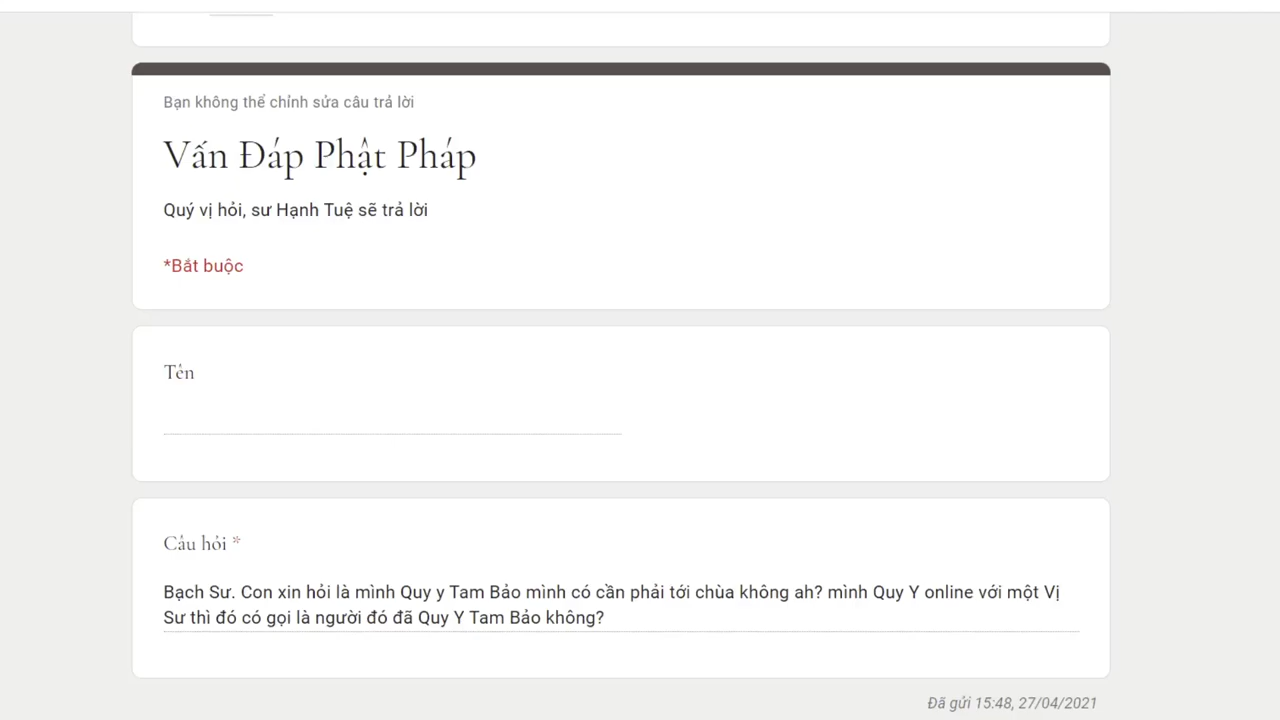 Bạn không thể chỉnh sửa câu trả lời
Vấn Đáp Phật Pháp
Quý vị hỏi, sư Hạnh Tuệ sẽ trả lời
*Bắt buộc
Tên
Câu hỏi *
Bạch Sư. Con xin hỏi là mình Quy y Tam Bảo mình có cần phải tới chùa không ah? mình Quy Y online với một Vị
Sư thì đó có gọi là người đó đã Quy Y Tam Bảo không?
Đã gửi 15:48, 27/04/2021